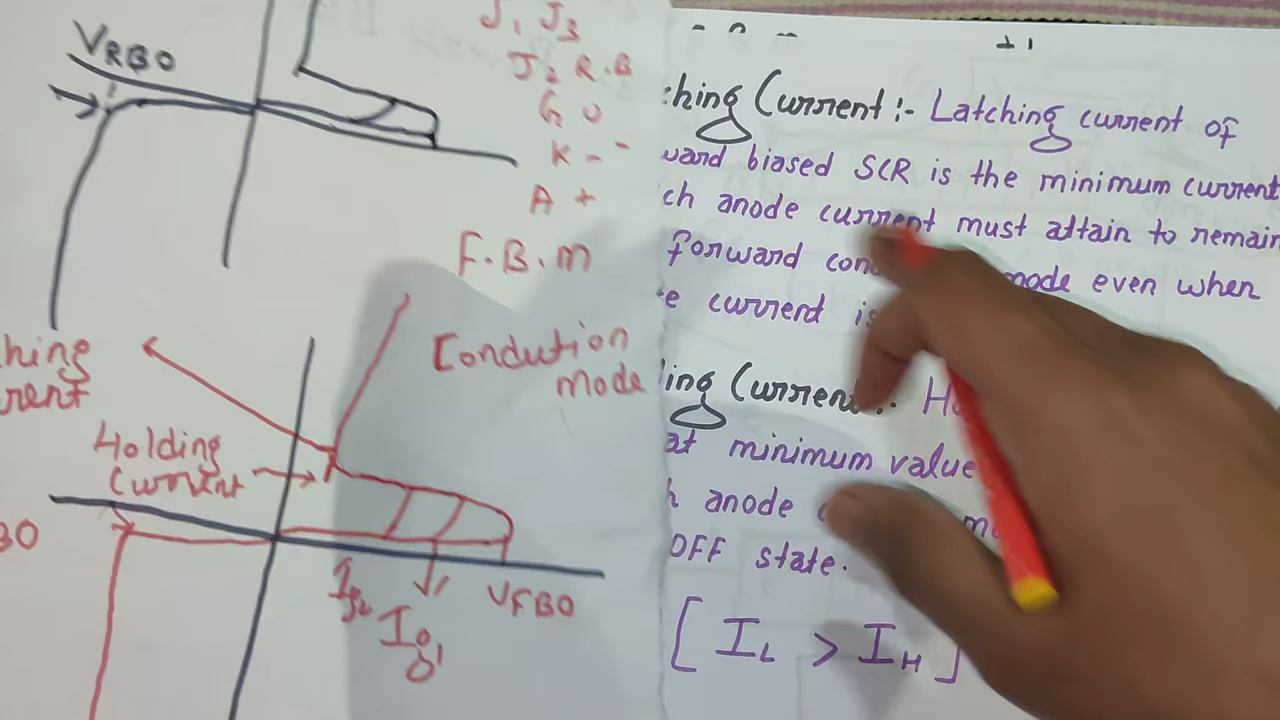 VRBO
J1 J3
J2 R.B
G 0
K - -
A +
F.B.m
Condution
mode
hing
rent
Holding
Current
BO
Ig2
Ig1
VFBO
ching Current :- Latching current of
ward biased SCR is the minimum current
ch anode current must attain to remain
forward mode even when
e current is
ling Current :- H
at minimum value
h anode
OFF state.
[ IL > IH ]